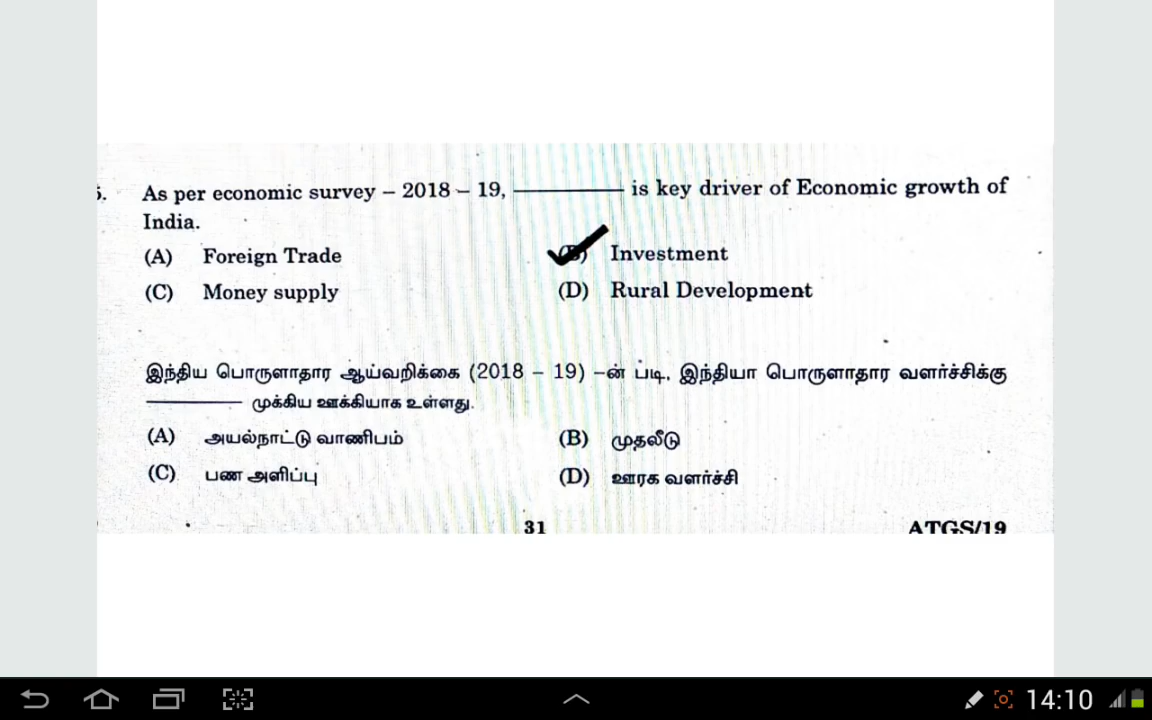 5. As per economic survey – 2018 – 19, ———— is key driver of Economic growth of
India.
(A) Foreign Trade (B) Investment
(C) Money supply (D) Rural Development
இந்திய பொருளாதார ஆய்வறிக்கை (2018 – 19) –ன் படி, இந்தியா பொருளாதார வளர்ச்சிக்கு
———— முக்கிய ஊக்கியாக உள்ளது.
(A) அயல்நாட்டு வாணிபம் (B) முதலீடு
(C) பண அளிப்பு (D) ஊரக வளர்ச்சி
31 ATGS/19
14:10